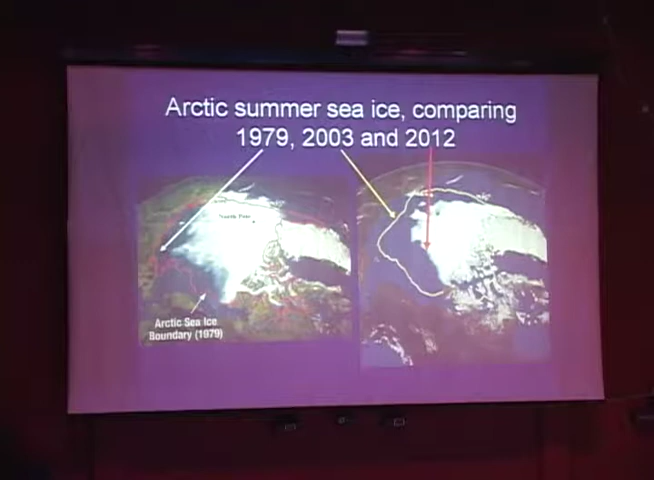 Arctic summer sea ice, comparing
1979, 2003 and 2012
North Pole
Arctic Sea Ice
Boundary (1979)